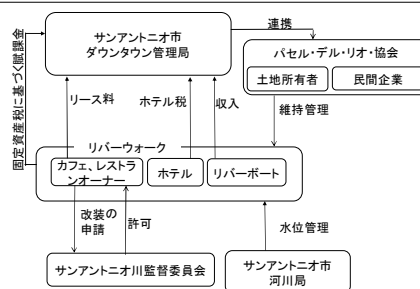 サンアントニオ市
ダウンタウン管理局
連携
パセル・デル・リオ・協会
土地所有者
民間企業
固定資産税に基づく賦課金
リース料
ホテル税
収入
維持管理
リバーウォーク
カフェ、レストラ
ンオーナー
ホテル
リバーボート
改装の
申請
許可
水位管理
サンアントニオ川監督委員会
サンアントニオ市
河川局